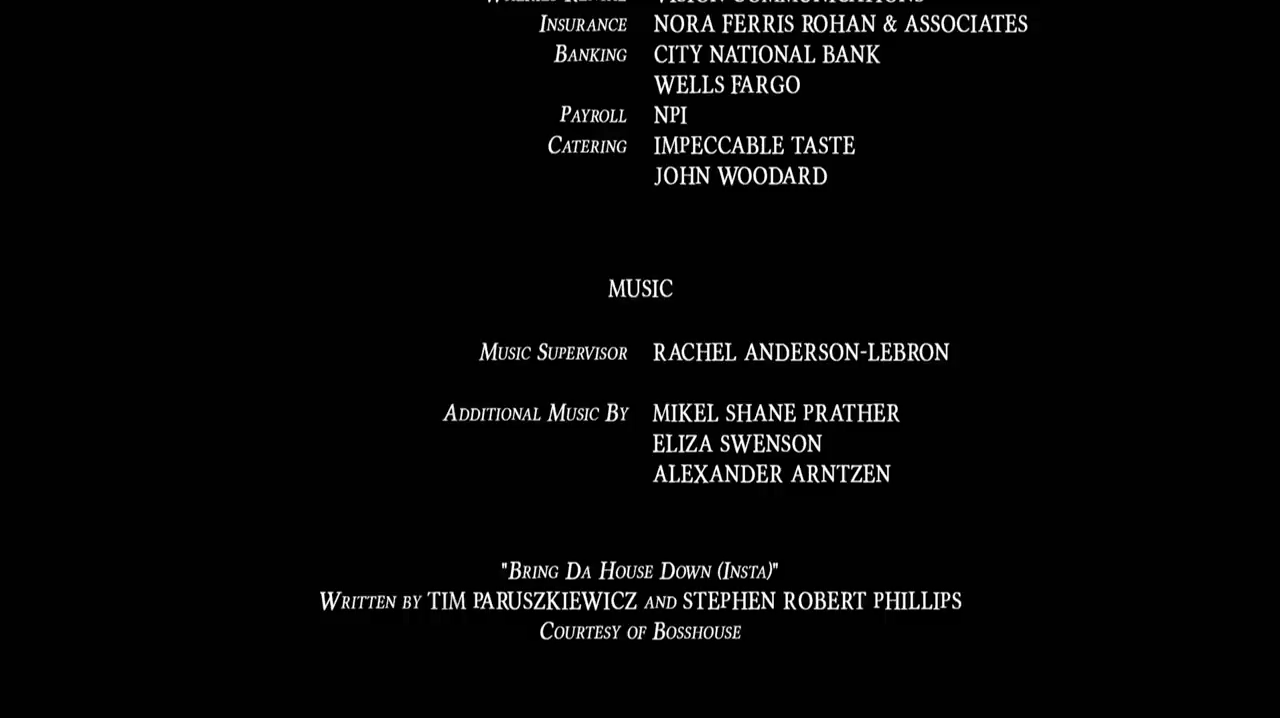 Insurance NORA FERRIS ROHAN & ASSOCIATES
Banking CITY NATIONAL BANK
WELLS FARGO
Payroll NPI
Catering IMPECCABLE TASTE
JOHN WOODARD
MUSIC
Music Supervisor RACHEL ANDERSON-LEBRON
Additional Music By MIKEL SHANE PRATHER
ELIZA SWENSON
ALEXANDER ARNTZEN
"Bring Da House Down (Insta)"
Written by TIM PARUSZKIEWICZ and STEPHEN ROBERT PHILLIPS
Courtesy of Bosshouse